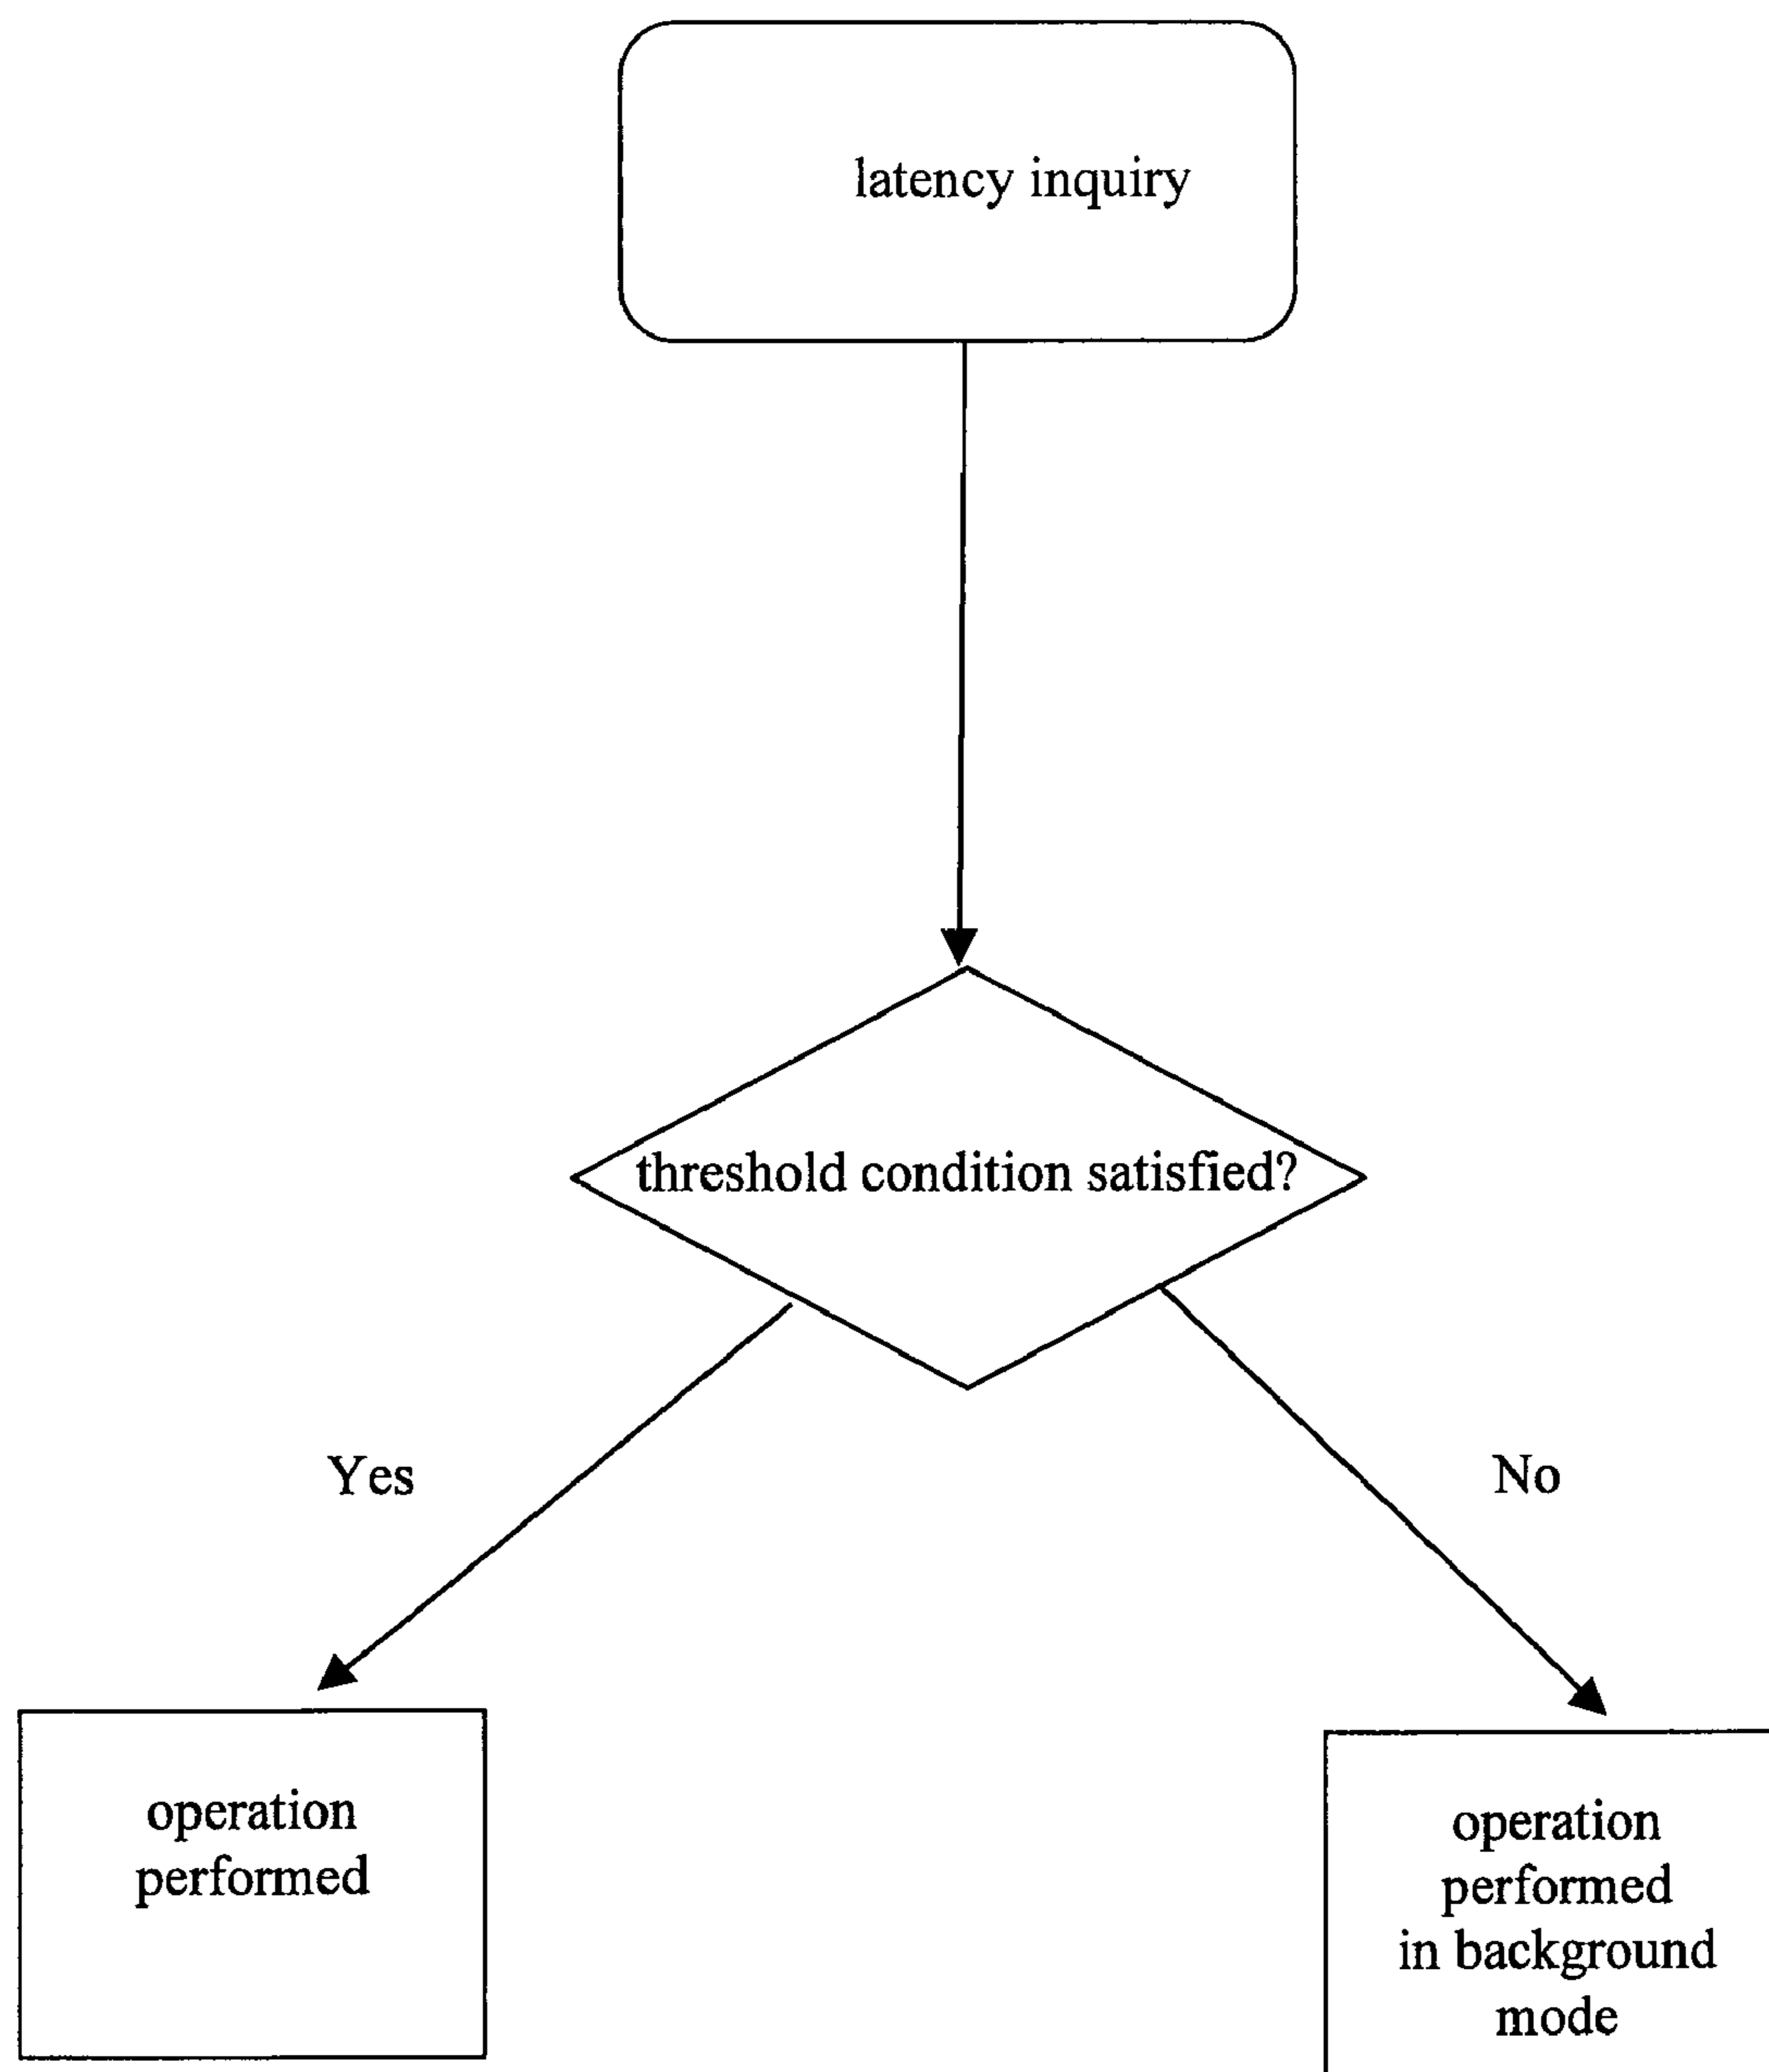 latency inquiry
threshold condition satisfied?
Yes
No
operation
performed
operation
performed
in background
mode